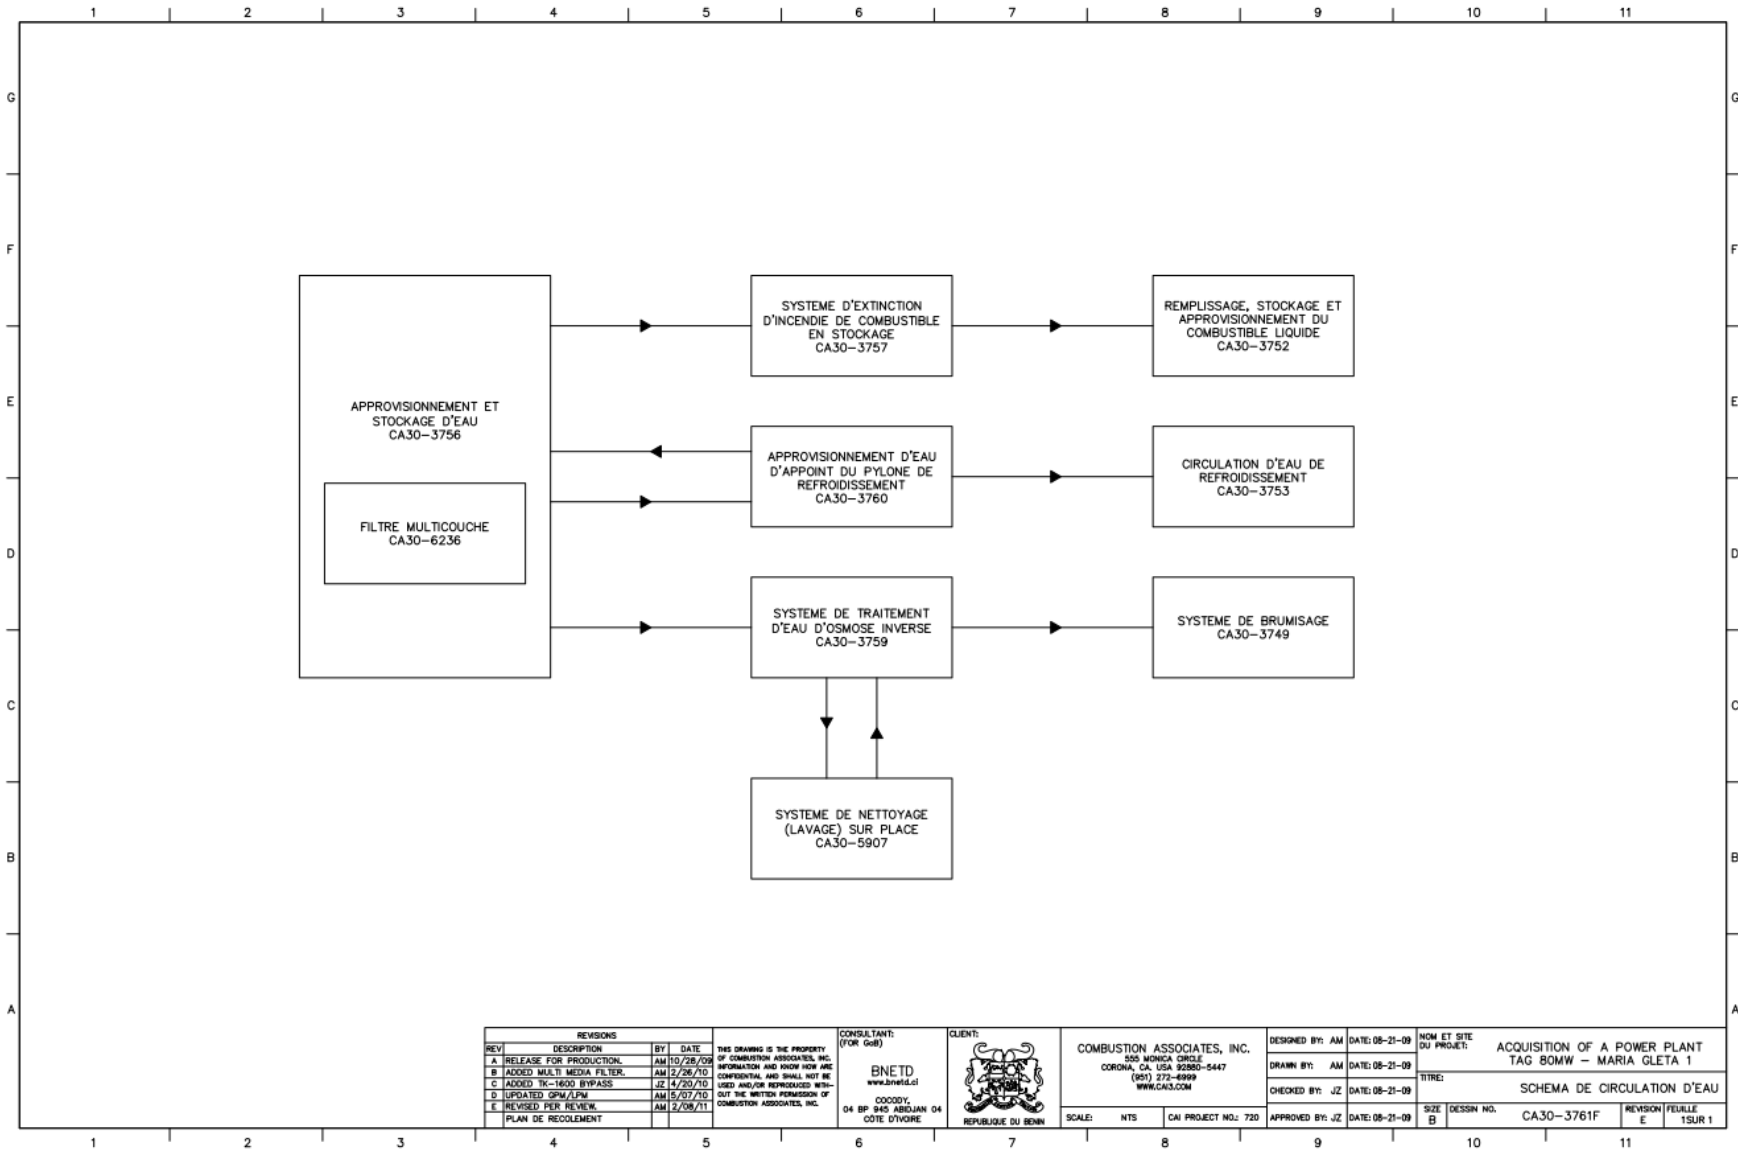 1 2 3 4 5 6 7 8 9 10 11
G G
F F
E E
D D
C C
B B
A A
APPROVISIONNEMENT ET
STOCKAGE D'EAU
CA30-3756
FILTRE MULTICOUCHE
CA30-6236
SYSTEME D'EXTINCTION
D'INCENDIE DE COMBUSTIBLE
EN STOCKAGE
CA30-3757
REMPLISSAGE, STOCKAGE ET
APPROVISIONNEMENT DU
COMBUSTIBLE LIQUIDE
CA30-3752
APPROVISIONNEMENT D'EAU
D'APPOINT DU PYLONE DE
REFROIDISSEMENT
CA30-3760
CIRCULATION D'EAU DE
REFROIDISSEMENT
CA30-3753
SYSTEME DE TRAITEMENT
D'EAU D'OSMOSE INVERSE
CA30-3759
SYSTEME DE BRUMISAGE
CA30-3749
SYSTEME DE NETTOYAGE
(LAVAGE) SUR PLACE
CA30-5907
REVISIONS
REV DESCRIPTION BY DATE
A RELEASE FOR PRODUCTION. AM 10/28/09
B ADDED MULTI MEDIA FILTER. AM 2/26/10
C ADDED TK-1600 BYPASS JZ 4/20/10
D UPDATED GPM/LPM AM 5/07/10
E REVISED PER REVIEW. AM 2/08/11
PLAN DE RECOLEMENT
THIS DRAWING IS THE PROPERTY
OF COMBUSTION ASSOCIATES, INC.
INFORMATION AND KNOW HOW ARE
CONFIDENTIAL AND SHALL NOT BE
USED AND/OR REPRODUCED WITH-
OUT THE WRITTEN PERMISSION OF
COMBUSTION ASSOCIATES, INC.
CONSULTANT:
(FOR GoB)
BNETD
www.bnetd.ci
COCODY,
04 BP 945 ABIDJAN 04
CÔTE D'IVOIRE
CLIENT:
REPUBLIQUE DU BENIN
COMBUSTION ASSOCIATES, INC.
555 MONICA CIRCLE
CORONA, CA. USA 92880-5447
(951) 272-6999
WWW.CAI3.COM
SCALE: NTS CAI PROJECT NO.: 720
DESIGNED BY: AM DATE: 08-21-09
DRAWN BY: AM DATE: 08-21-09
CHECKED BY: JZ DATE: 08-21-09
APPROVED BY: JZ DATE: 08-21-09
NOM ET SITE
DU PROJET:
ACQUISITION OF A POWER PLANT
TAG 80MW - MARIA GLETA 1
TITRE:
SCHEMA DE CIRCULATION D'EAU
SIZE
B
DESSIN NO.
CA30-3761F
REVISION
E
FEUILLE
1SUR 1
1 2 3 4 5 6 7 8 9 10 11